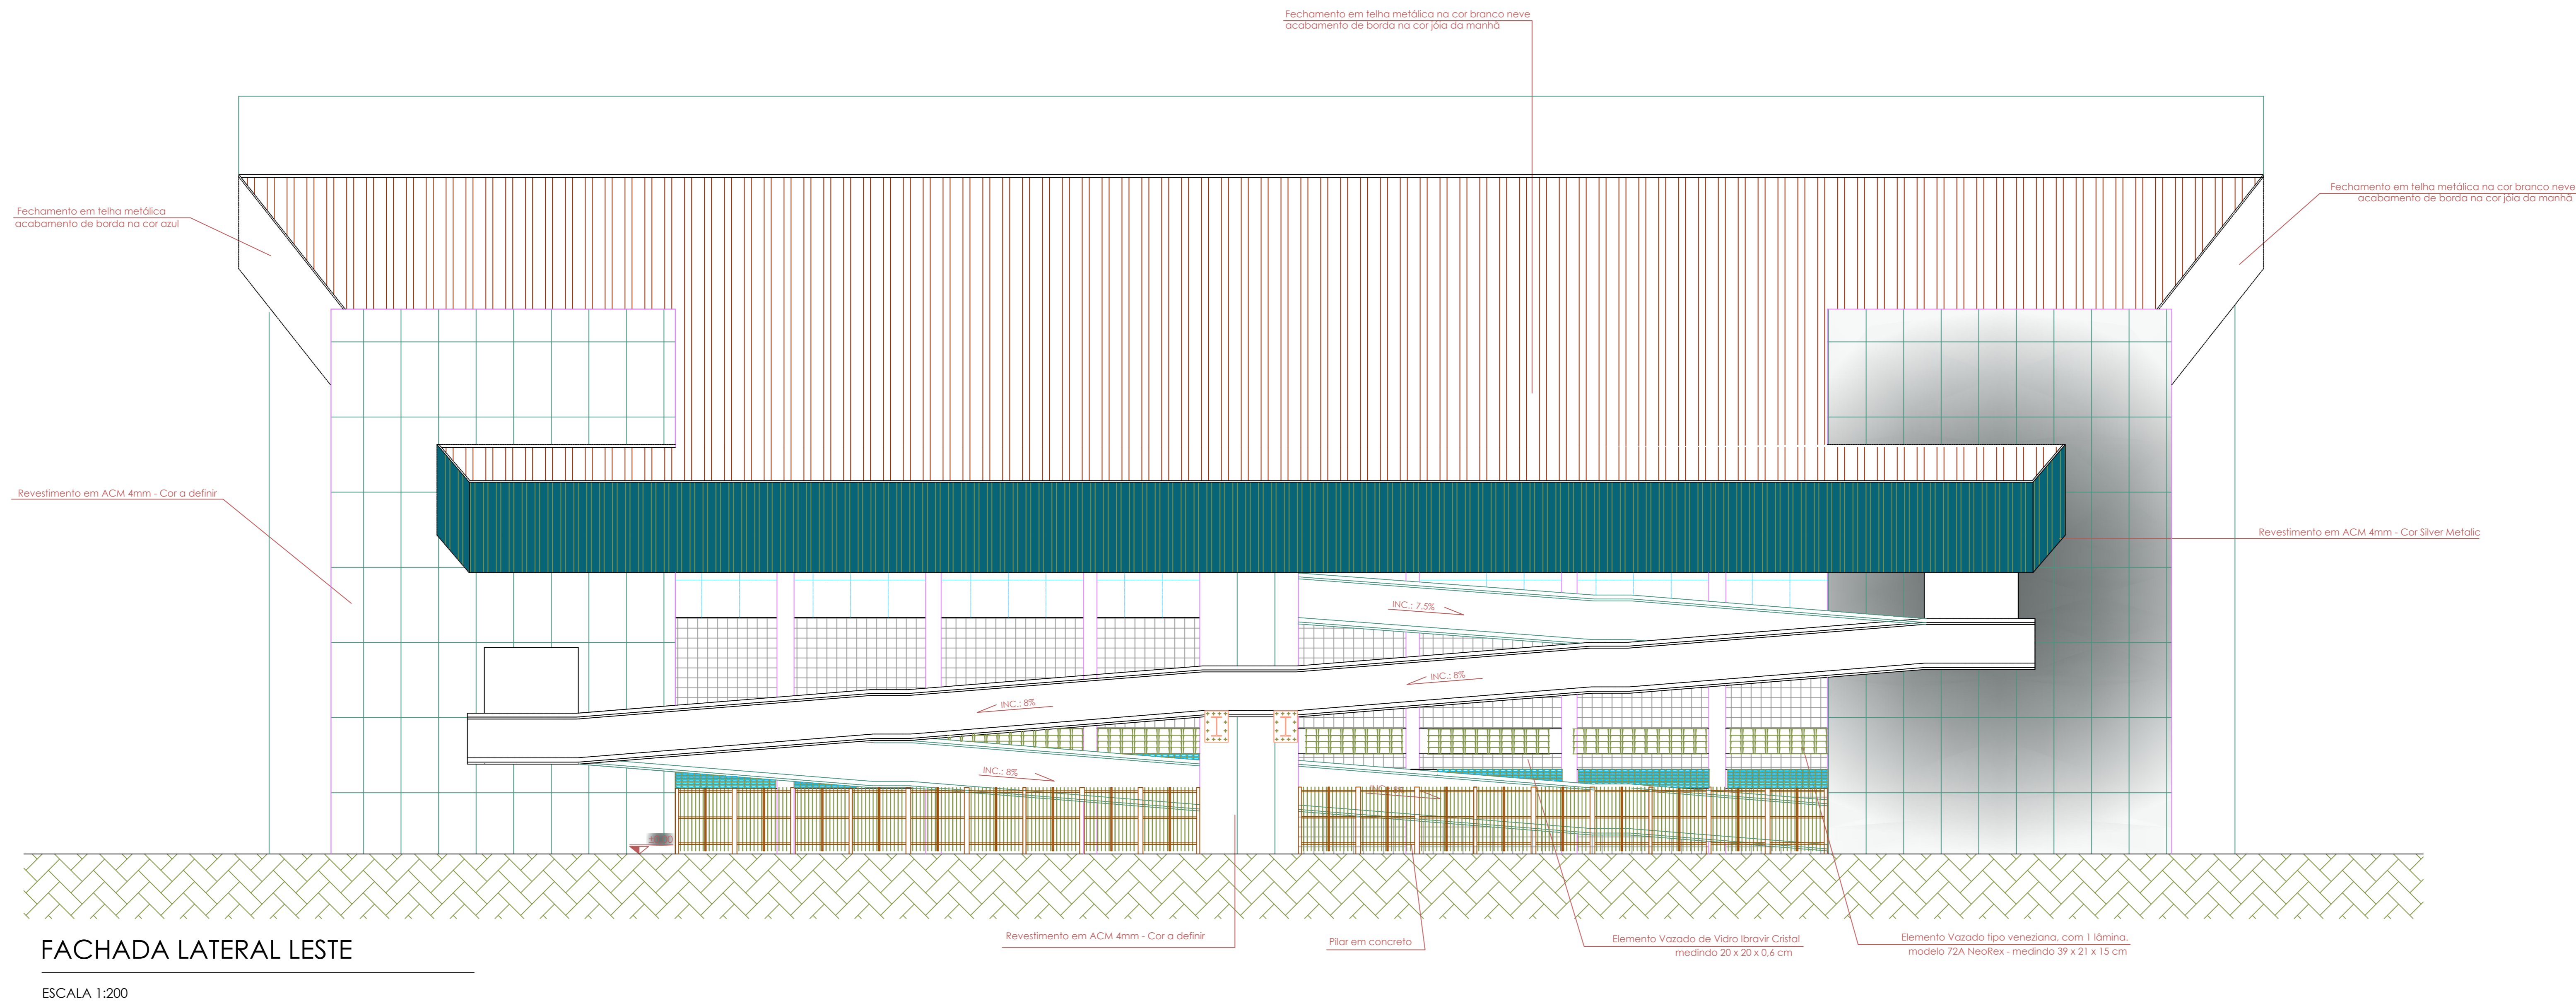 Fechamento em telha metálica na cor branco neve
acabamento de borda na cor jóia da manhã
Fechamento em telha metálica na cor branco neve
acabamento de borda na cor jóia da manhã
Fechamento em telha metálica
acabamento de borda na cor azul
Revestimento em ACM 4mm - Cor a definir
Revestimento em ACM 4mm - Cor Silver Metalic
INC.: 7.5%
INC.: 8%
INC.: 8%
INC.: 8%
Revestimento em ACM 4mm - Cor a definir
Pilar em concreto
Elemento Vazado de Vidro Ibravir Cristal
medindo 20 x 20 x 0,6 cm
Elemento Vazado tipo veneziana, com 1 lâmina,
modelo 72A NeoRex - medindo 39 x 21 x 15 cm
FACHADA LATERAL LESTE
ESCALA 1:200